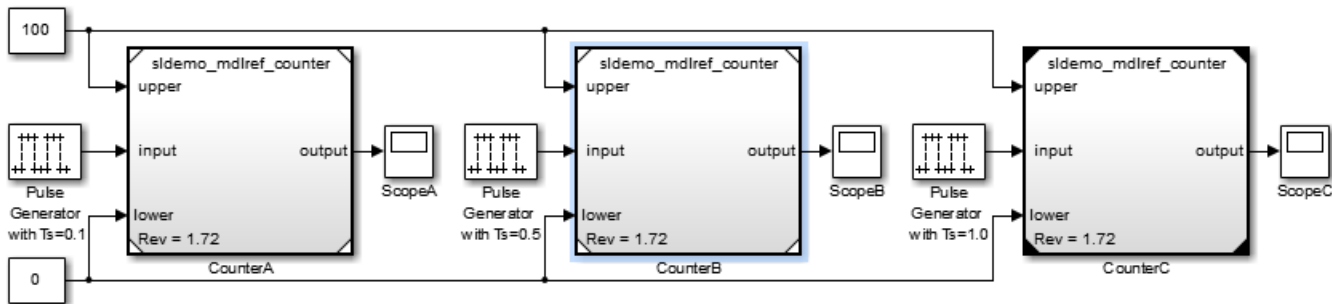 100
sldemo_mdlref_counter
upper
input
output
lower
Rev = 1.72
CounterA
Pulse
Generator
with Ts=0.1
ScopeA
sldemo_mdlref_counter
upper
input
output
lower
Rev = 1.72
CounterB
Pulse
Generator
with Ts=0.5
ScopeB
sldemo_mdlref_counter
upper
input
output
lower
Rev = 1.72
CounterC
Pulse
Generator
with Ts=1.0
ScopeC
0